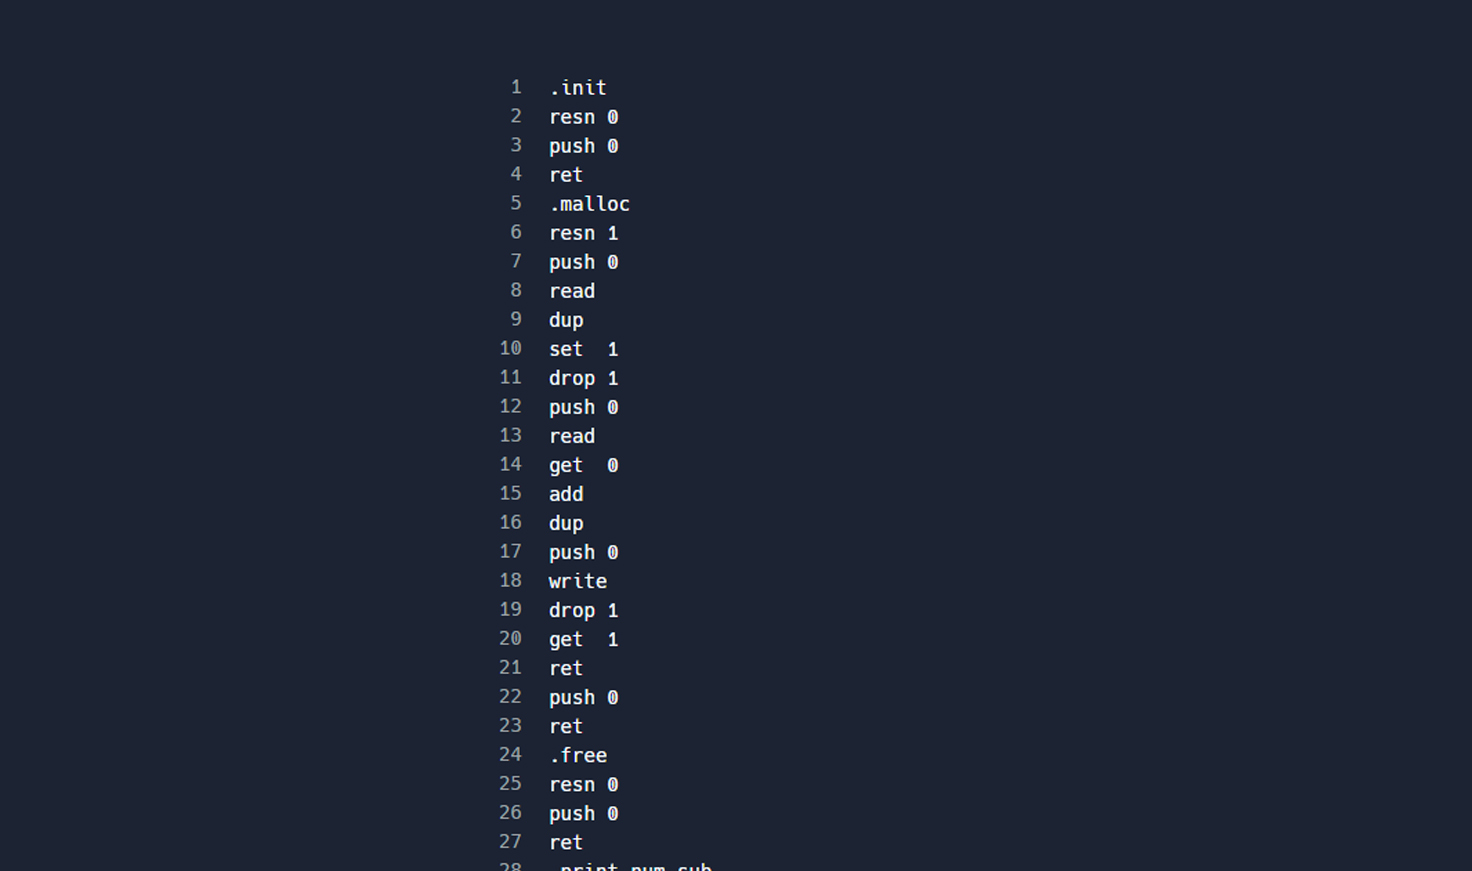 1 .init
2 resn 0
3 push 0
4 ret
5 .malloc
6 resn 1
7 push 0
8 read
9 dup
10 set  1
11 drop 1
12 push 0
13 read
14 get  0
15 add
16 dup
17 push 0
18 write
19 drop 1
20 get  1
21 ret
22 push 0
23 ret
24 .free
25 resn 0
26 push 0
27 ret
28 .print_num_sub